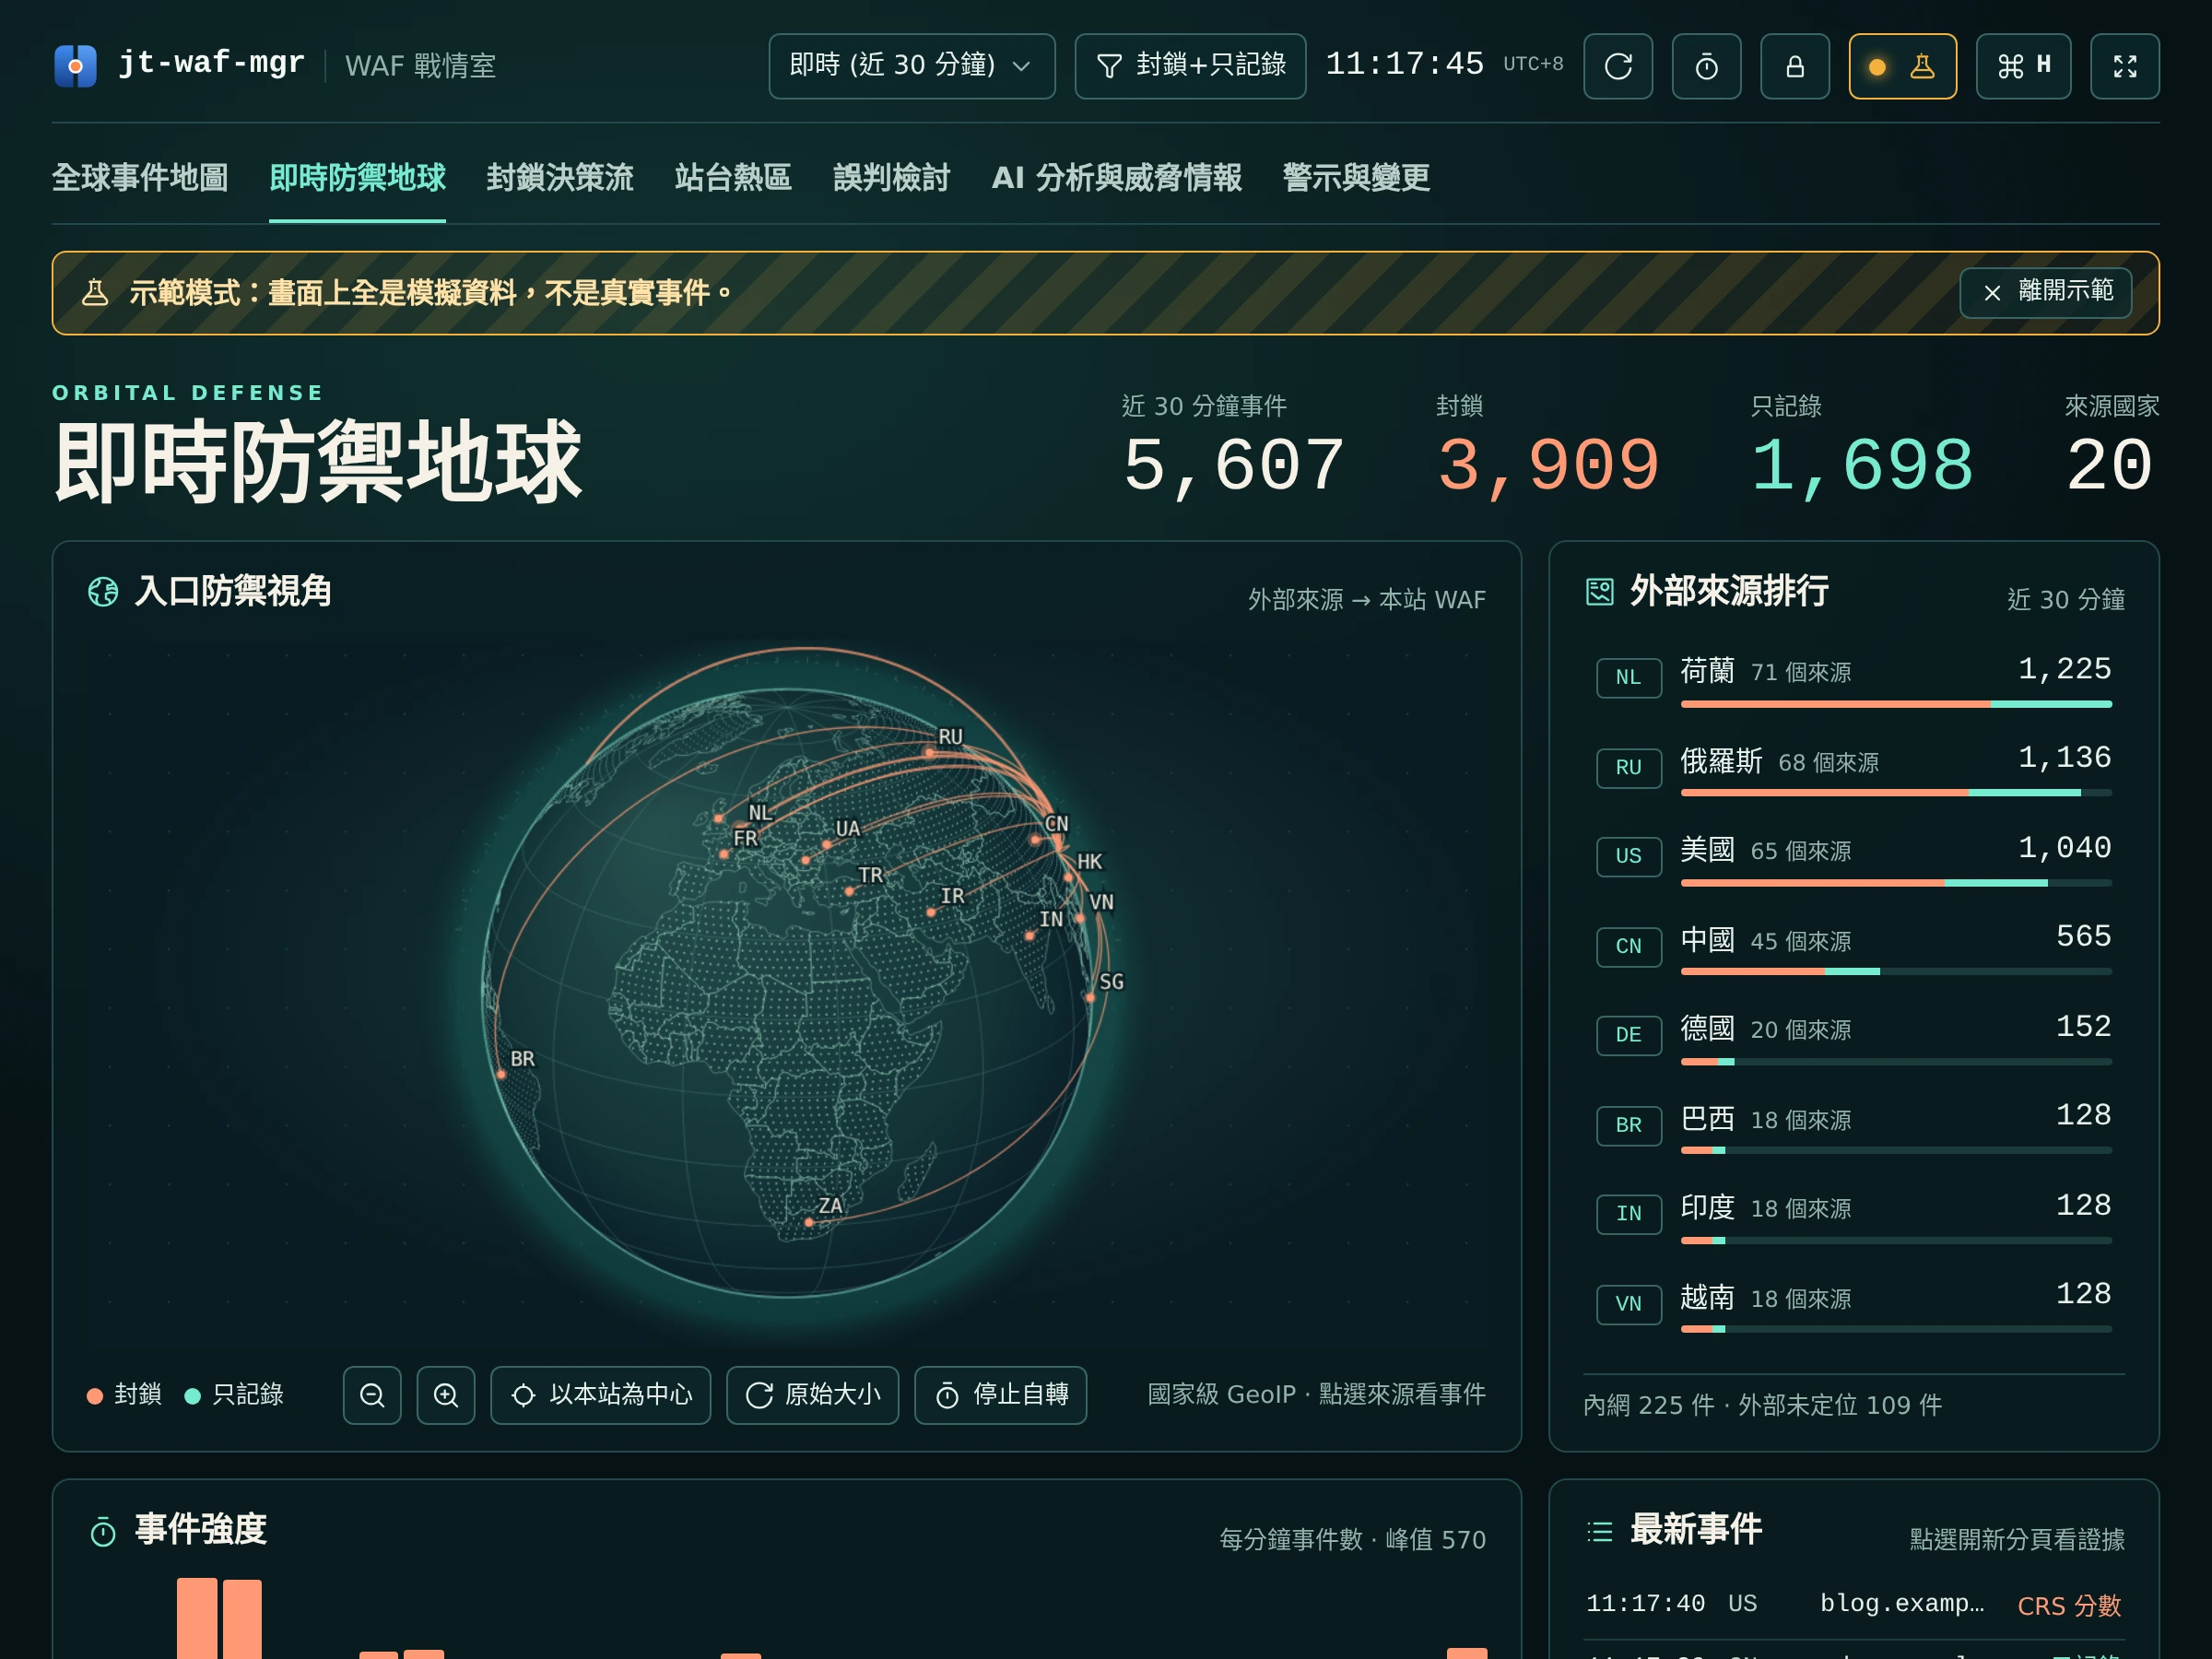 jt-waf-mgr WAF 戰情室 即時 (近 30 分鐘) 封鎖+只記錄 11:17:45 UTC+8 ⌘ H
全球事件地圖 即時防禦地球 封鎖決策流 站台熱區 誤判檢討 AI 分析與威脅情報 警示與變更
示範模式：畫面上全是模擬資料，不是真實事件。 離開示範
ORBITAL DEFENSE
即時防禦地球
近 30 分鐘事件 封鎖 只記錄 來源國家
5,607 3,909 1,698 20
入口防禦視角 外部來源 → 本站 WAF
RU
NL
FR
UA
CN
TR
HK
IR
VN
IN
SG
BR
ZA
封鎖 只記錄 以本站為中心 原始大小 停止自轉 國家級 GeoIP · 點選來源看事件
外部來源排行 近 30 分鐘
NL 荷蘭 71 個來源 1,225
RU 俄羅斯 68 個來源 1,136
US 美國 65 個來源 1,040
CN 中國 45 個來源 565
DE 德國 20 個來源 152
BR 巴西 18 個來源 128
IN 印度 18 個來源 128
VN 越南 18 個來源 128
內網 225 件 · 外部未定位 109 件
事件強度 每分鐘事件數 · 峰值 570
最新事件 點選開新分頁看證據
11:17:40 US blog.examp… CRS 分數